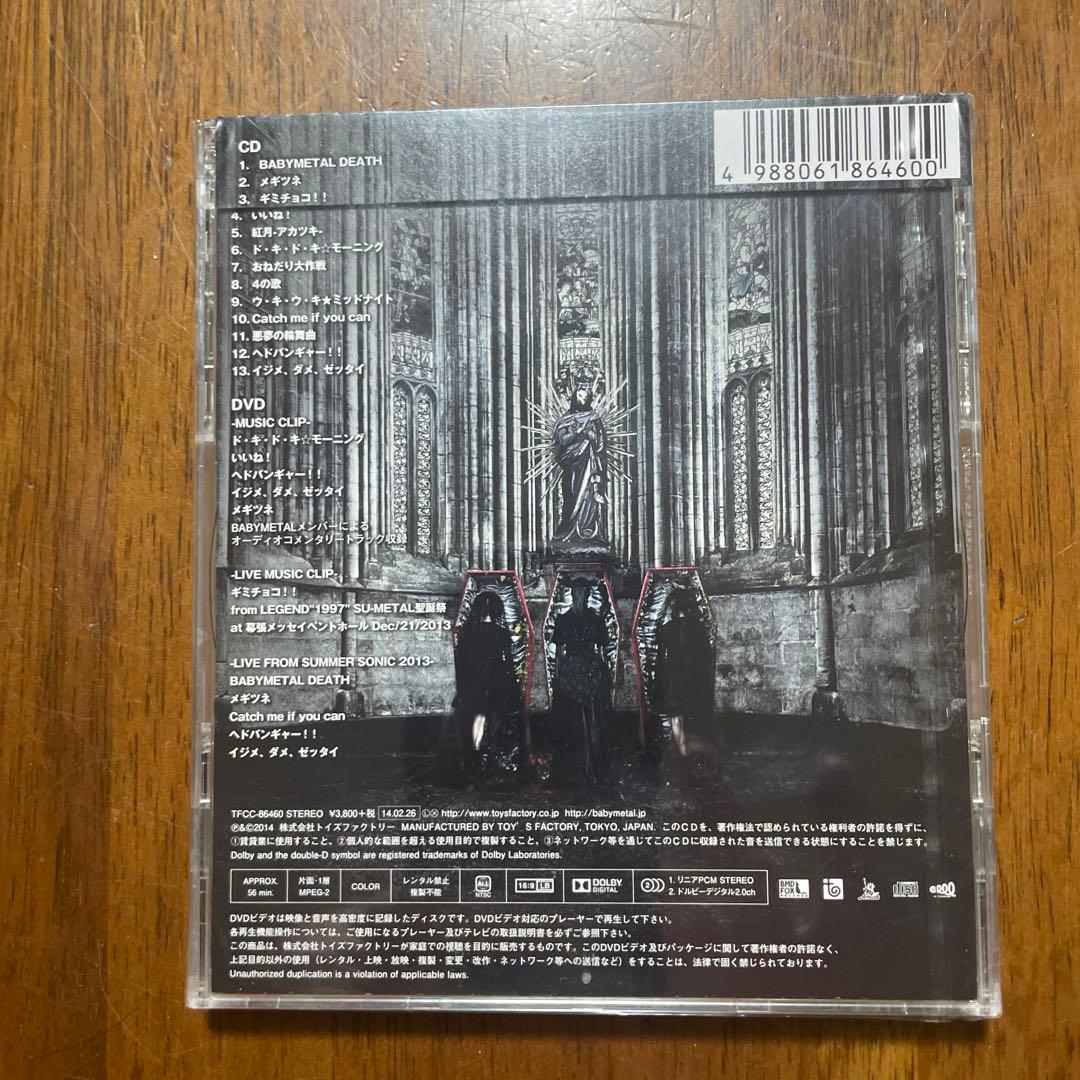 CD
1. BABYMETAL DEATH
2. メギツネ
3. ギミチョコ！！
4. いいね！
5. 紅月-アカツキ-
6. ド・キ・ド・キ☆モーニング
7. おねだり大作戦
8. 4の歌
9. ウ・キ・ウ・キ★ミッドナイト
10. Catch me if you can
11. 悪夢の輪舞曲
12. ヘドバンギャー！！
13. イジメ、ダメ、ゼッタイ
DVD
-MUSIC CLIP-
ド・キ・ド・キ☆モーニング
いいね！
ヘドバンギャー！！
イジメ、ダメ、ゼッタイ
メギツネ
BABYMETALメンバーによる
オーディオコメンタリートラック収録
-LIVE MUSIC CLIP-
ギミチョコ！！
from LEGEND"1997" SU-METAL聖誕祭
at 幕張メッセイベントホール Dec/21/2013
-LIVE FROM SUMMER SONIC 2013-
BABYMETAL DEATH
メギツネ
Catch me if you can
ヘドバンギャー！！
イジメ、ダメ、ゼッタイ
4 988061 864600
TFCC-86460 STEREO ¥3,800+税 14.02.26 Ⓛⓧ http://www.toysfactory.co.jp http://babymetal.jp
℗&©2014 株式会社トイズファクトリー MANUFACTURED BY TOY'S FACTORY, TOKYO, JAPAN. このCDを、著作権法で認められている権利者の許諾を得ずに、
①賃貸業に使用すること、②個人的な範囲を超える使用目的で複製すること、③ネットワーク等を通じてこのCDに収録された音を送信できる状態にすることを禁じます。
Dolby and the double-D symbol are registered trademarks of Dolby Laboratories.
APPROX. 56 min.
片面・1層 MPEG-2
COLOR
レンタル禁止 複製不能
ALL NTSC
16:9 LB
DOLBY DIGITAL
2
1. リニアPCM STEREO
2. ドルビーデジタル2.0ch
BMD FOX RECORDS
DVDビデオは映像と音声を高密度に記録したディスクです。DVDビデオ対応のプレーヤーで再生して下さい。
各再生機能操作については、ご使用になるプレーヤー及びテレビの取扱説明書を必ずご参照下さい。
この商品は、株式会社トイズファクトリーが家庭での視聴を目的に販売するものです。このDVDビデオ及びパッケージに関して著作権者の許諾なく、
上記目的以外の使用（レンタル・上映・放映・複製・変更・改作・ネットワーク等への送信など）をすることは、法律で固く禁じられております。
Unauthorized duplication is a violation of applicable laws.